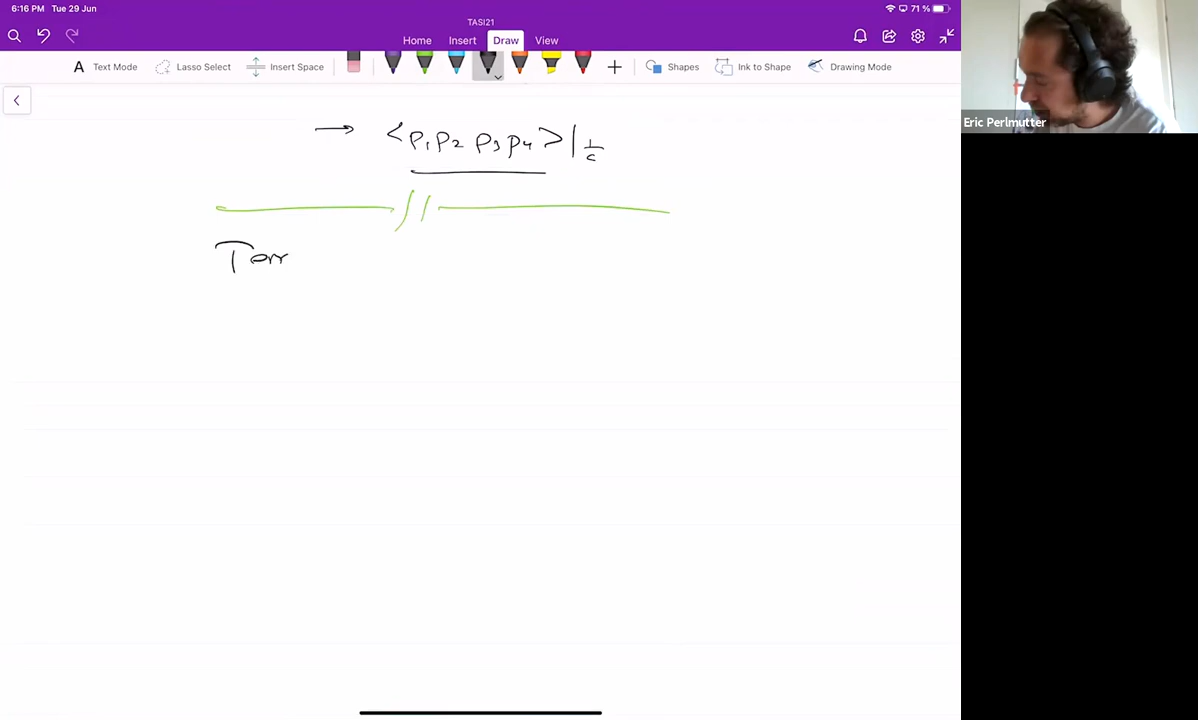 6:16 PM Tue 29 Jun
71 %
TASI21
Home Insert Draw View
Text Mode Lasso Select Insert Space Shapes Ink to Shape Drawing Mode
Eric Perlmutter
→ <p₁p₂ p₃p₄>|1/c
Torr